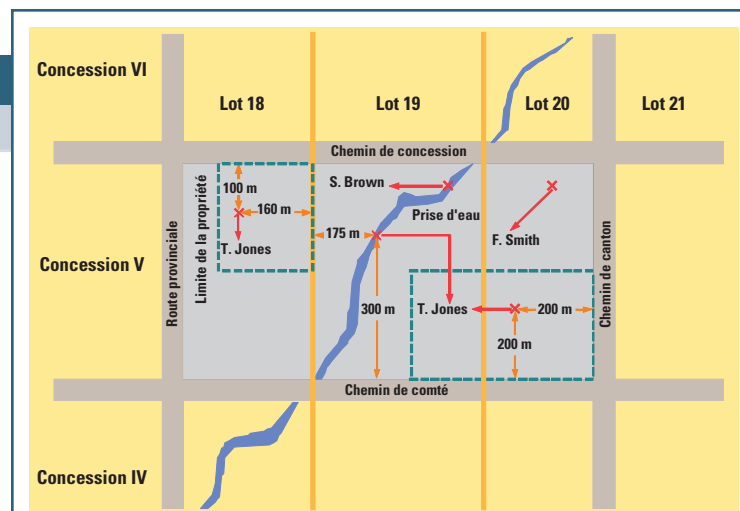 Concession VI
Lot 18
Lot 19
Lot 20
Lot 21
Chemin de concession
S. Brown
100 m
Prise d'eau
160 m
175 m
F. Smith
T. Jones
Concession V
Route provinciale
Limite de la propriété
Chemin de canton
300 m
T. Jones
200 m
200 m
Chemin de comté
Concession IV